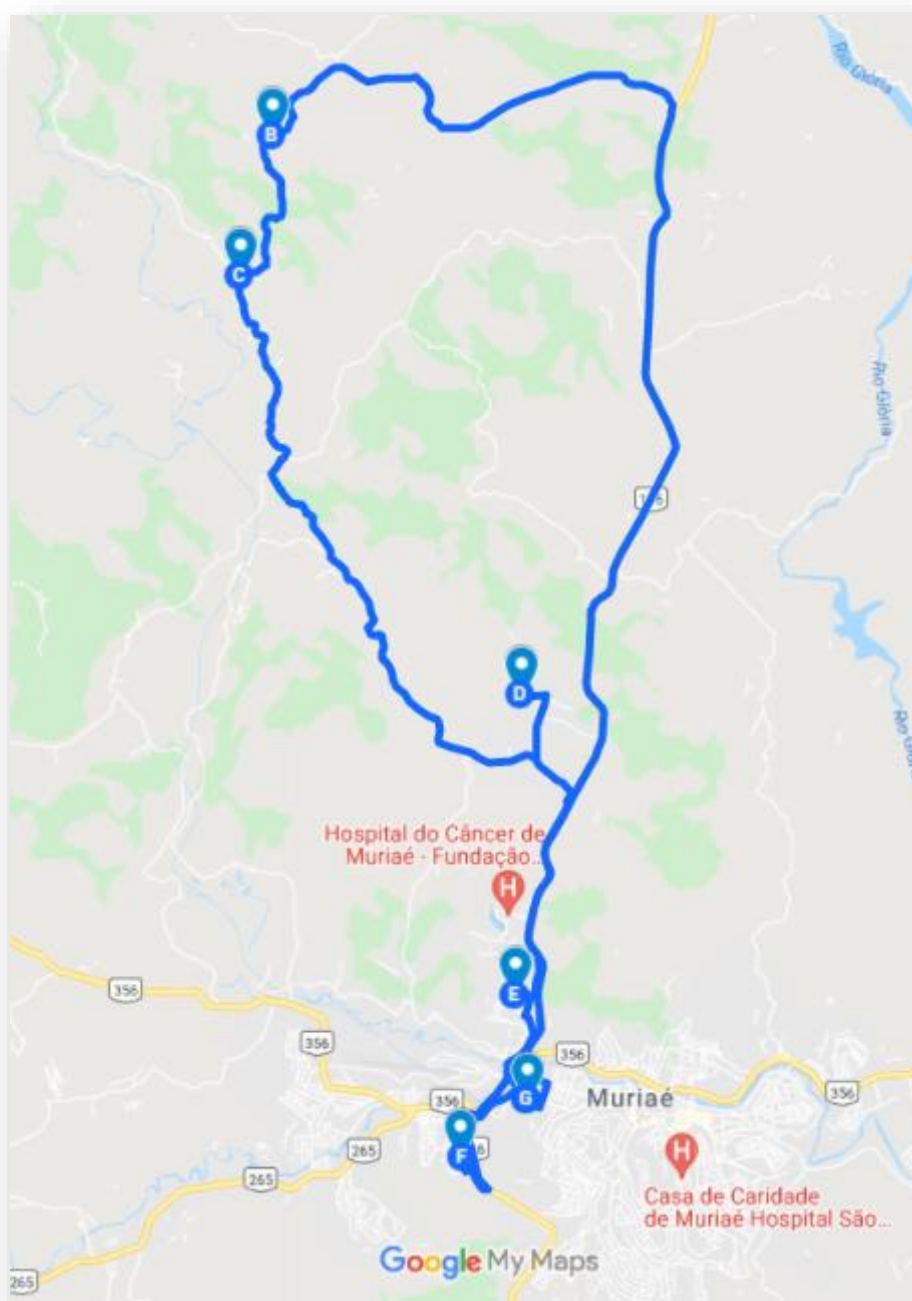 Rio Glória
B
C
Rio Glória
D
Hospital do Câncer de
Muriaé - Fundação...
H
E
356
356
356
356
356
G
Muriaé
F
265
265
H
Casa de Caridade
de Muriaé Hospital São...
Google My Maps
265